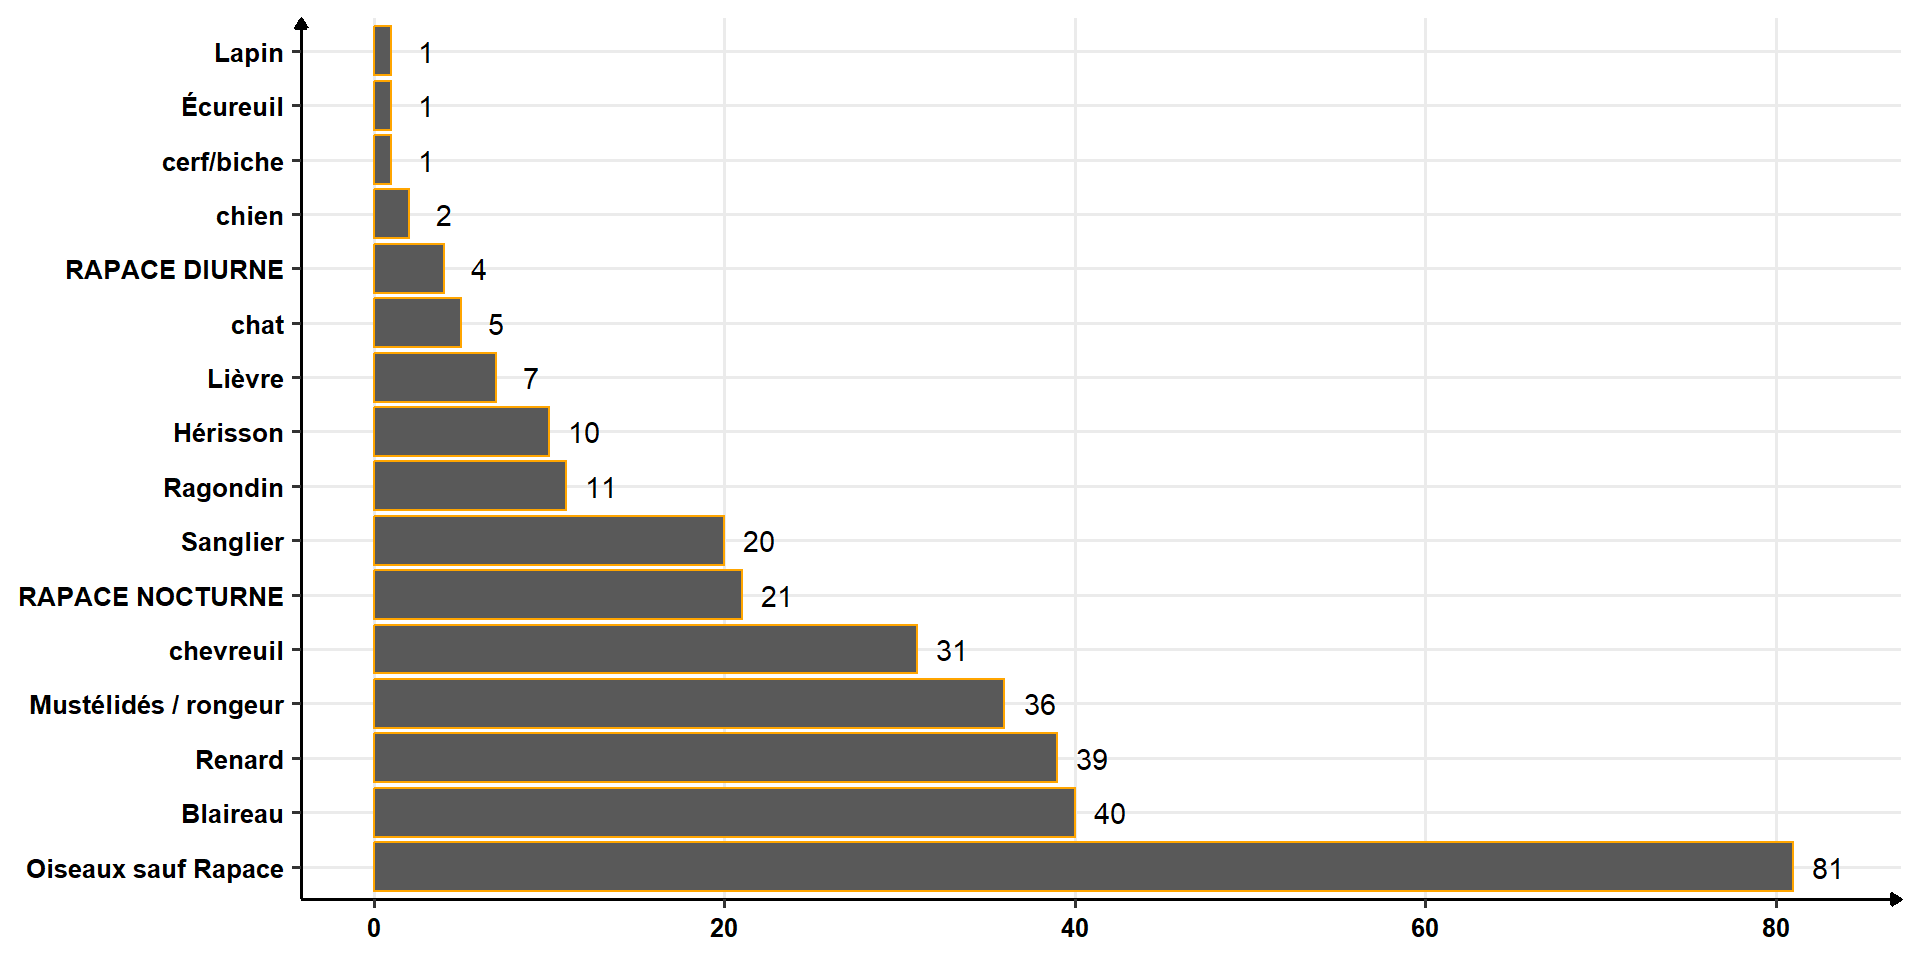 Lapin 1
Écureuil 1
cerf/biche 1
chien 2
RAPACE DIURNE 4
chat 5
Lièvre 7
Hérisson 10
Ragondin 11
Sanglier 20
RAPACE NOCTURNE 21
chevreuil 31
Mustélidés / rongeur 36
Renard 39
Blaireau 40
Oiseaux sauf Rapace 81
0 20 40 60 80